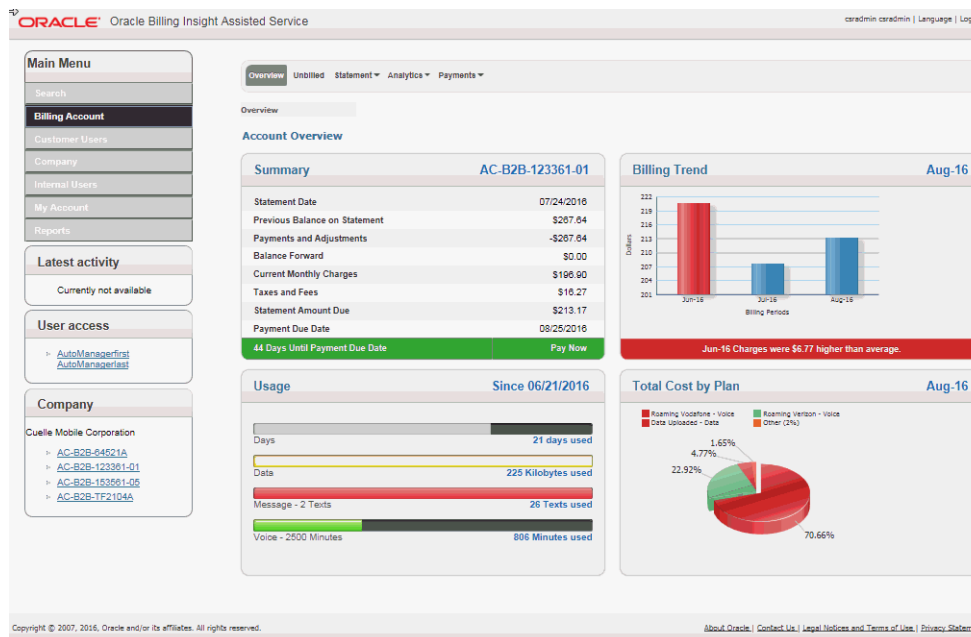 ORACLE Oracle Billing Insight Assisted Service
csradmin csradmin | Language | Log
Main Menu
Search
Billing Account
Customer Users
Company
Internal Users
My Account
Reports
Latest activity
Currently not available
User access
AutoManagerfirst
AutoManagerlast
Company
Cuelle Mobile Corporation
AC-B2B-64521A
AC-B2B-123361-01
AC-B2B-153561-05
AC-B2B-TF2104A
Overview Unbilled Statement Analytics Payments
Overview
Account Overview
Summary AC-B2B-123361-01
Statement Date 07/24/2016
Previous Balance on Statement $267.64
Payments and Adjustments -$267.64
Balance Forward $0.00
Current Monthly Charges $196.90
Taxes and Fees $16.27
Statement Amount Due $213.17
Payment Due Date 08/25/2016
44 Days Until Payment Due Date Pay Now
Billing Trend Aug-16
222
219
216
213
210
207
204
201
Dollars
Jun-16 Jul-16 Aug-16
Billing Periods
Jun-16 Charges were $6.77 higher than average.
Usage Since 06/21/2016
Days 21 days used
Data 225 Kilobytes used
Message - 2 Texts 26 Texts used
Voice - 2500 Minutes 806 Minutes used
Total Cost by Plan Aug-16
Roaming Vodafone - Voice Roaming Verizon - Voice
Data Uploaded - Data Other (2%)
1.65%
4.77%
22.92%
70.66%
Copyright © 2007, 2016, Oracle and/or its affiliates. All rights reserved.
About Oracle | Contact Us | Legal Notices and Terms of Use | Privacy Statem